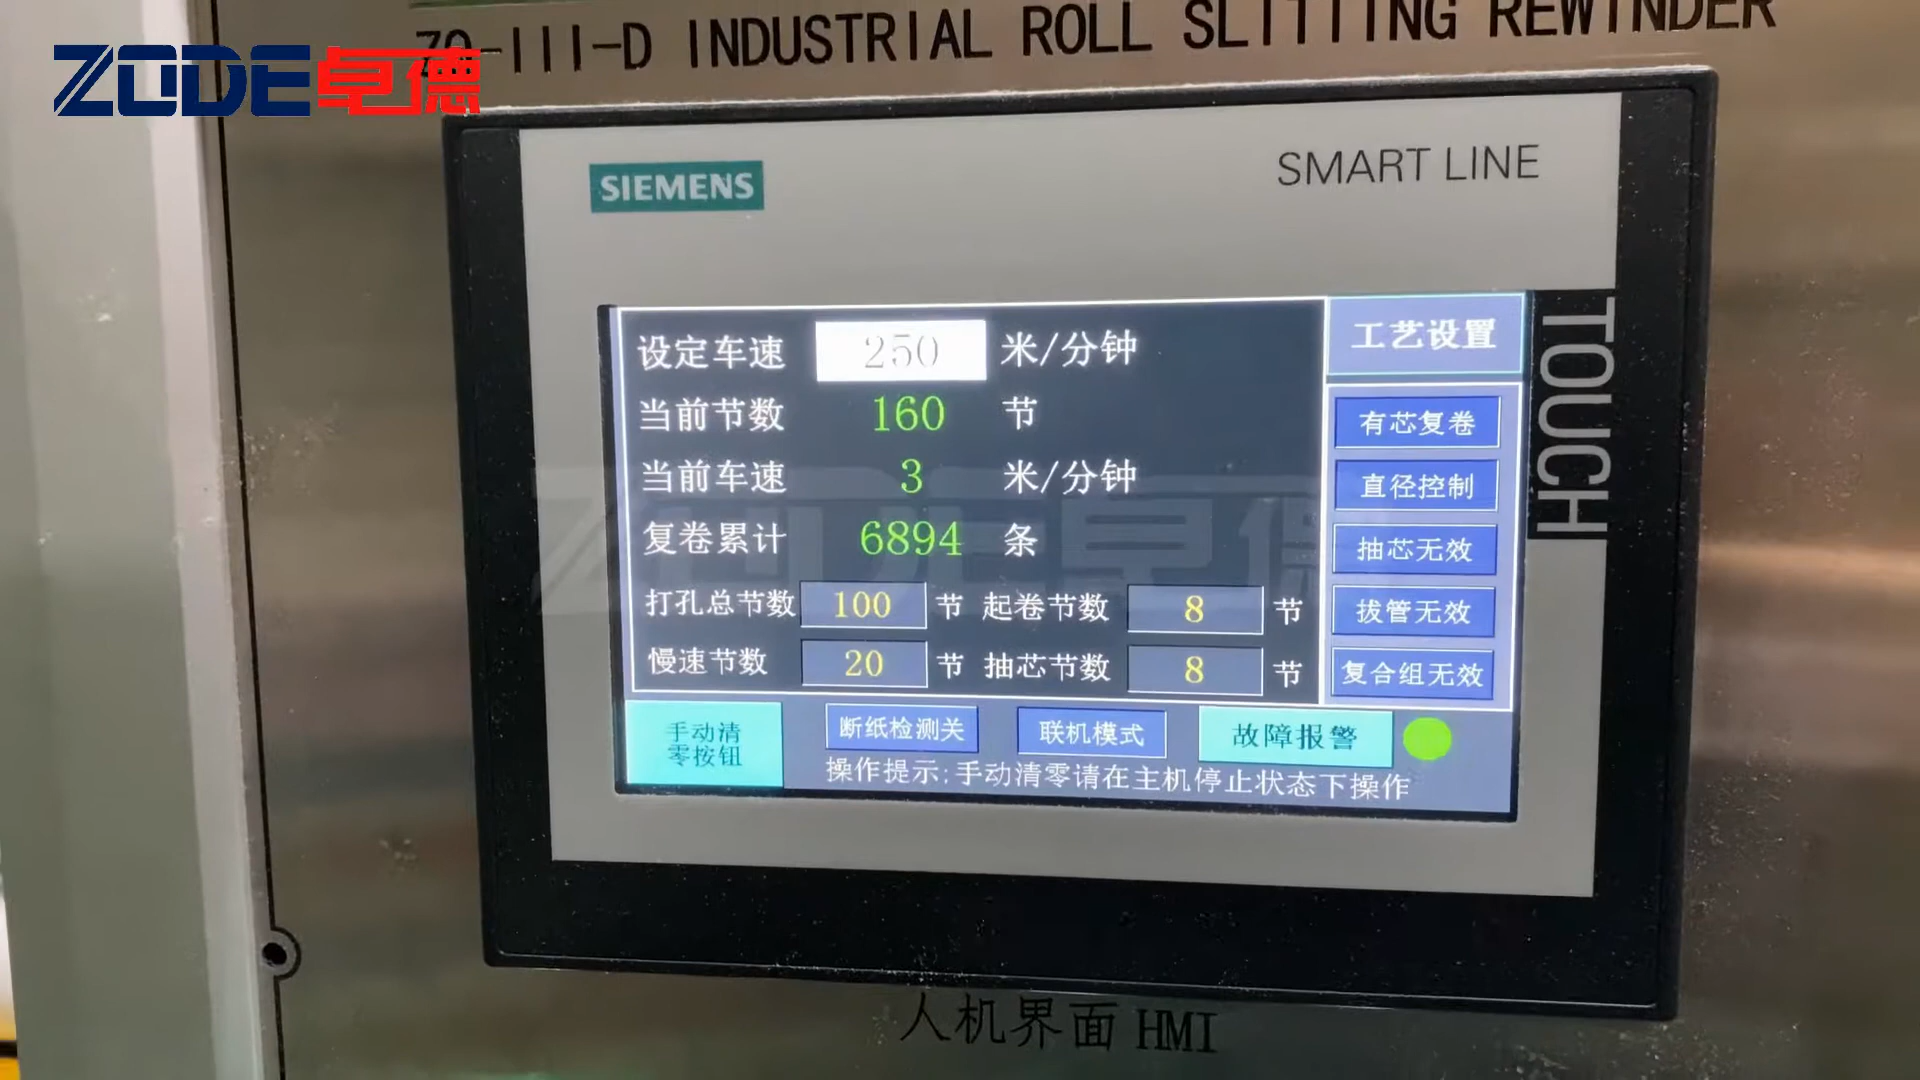 ZQ-III-D INDUSTRIAL ROLL SLITTING REWINDER
ZODE卓德
SIEMENS
SMART LINE
TOUCH
设定车速 250 米/分钟
当前节数 160 节
当前车速 3 米/分钟
复卷累计 6894 条
打孔总节数 100 节 起卷节数 8 节
慢速节数 20 节 抽芯节数 8 节
工艺设置
有芯复卷
直径控制
抽芯无效
拔管无效
复合组无效
手动清
零按钮
断纸检测关
联机模式
故障报警
操作提示:手动清零请在主机停止状态下操作
ZODE卓德
人机界面 HMI